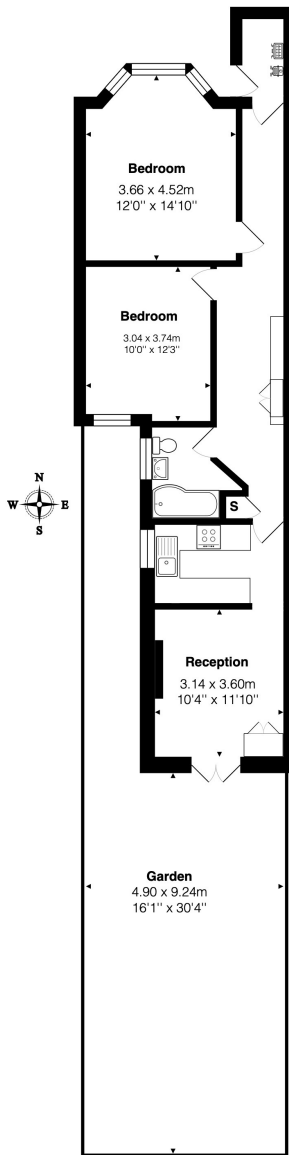 Bedroom
3.66 x 4.52m
12'0'' x 14'10''
Bedroom
3.04 x 3.74m
10'0'' x 12'3''
N
W E
S
S
Reception
3.14 x 3.60m
10'4'' x 11'10''
Garden
4.90 x 9.24m
16'1'' x 30'4''